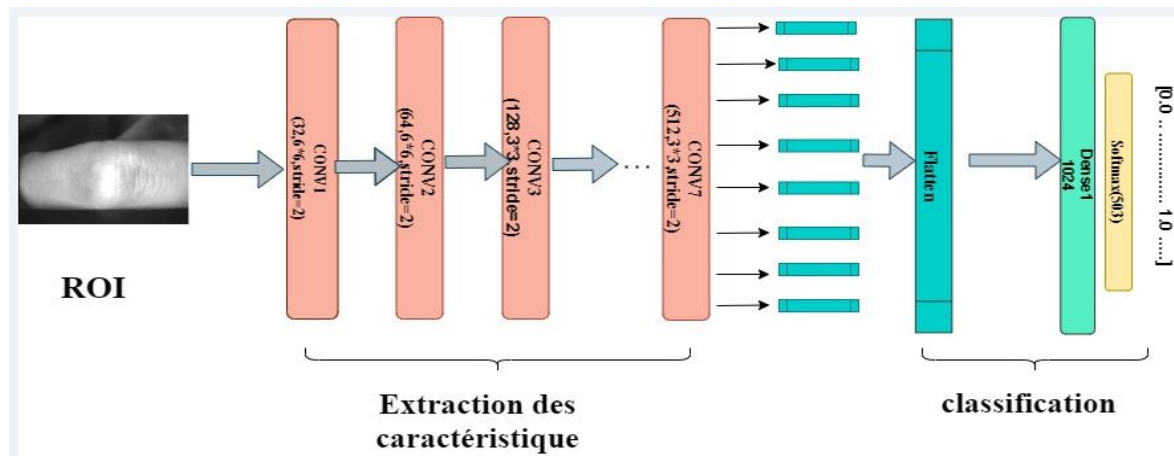 ROI
CONV1
(32,6*6,stride=2)
CONV2
(64,6*6,stride=2)
CONV3
(128,3*3,stride=2)
. . .
CONV7
(512,3*3,stride=2)
Flatten
Dense1
1024
Softmax(503)
[0.0 ................. 1.0 .....]
Extraction des
caractéristique
classification